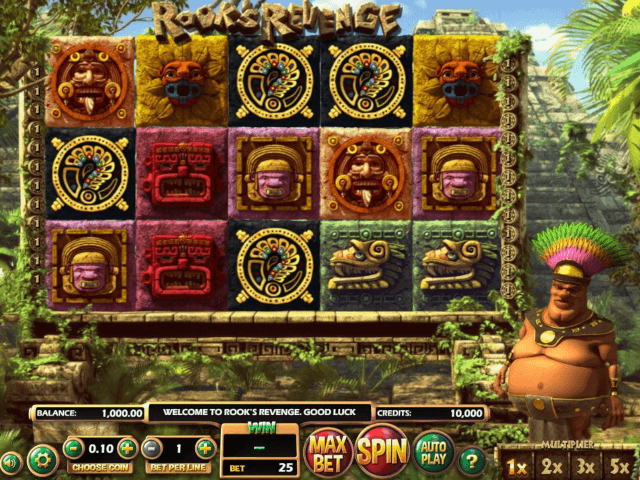 ROOK'S REVENGE
BALANCE: 1,000.00 WELCOME TO ROOK'S REVENGE. GOOD LUCK CREDITS: 10,000
WIN
- 0.10 + - 1 + - MAX BET SPIN AUTO PLAY ?
CHOOSE COIN BET PER LINE BET 25
MULTIPLIER
1x 2x 3x 5x